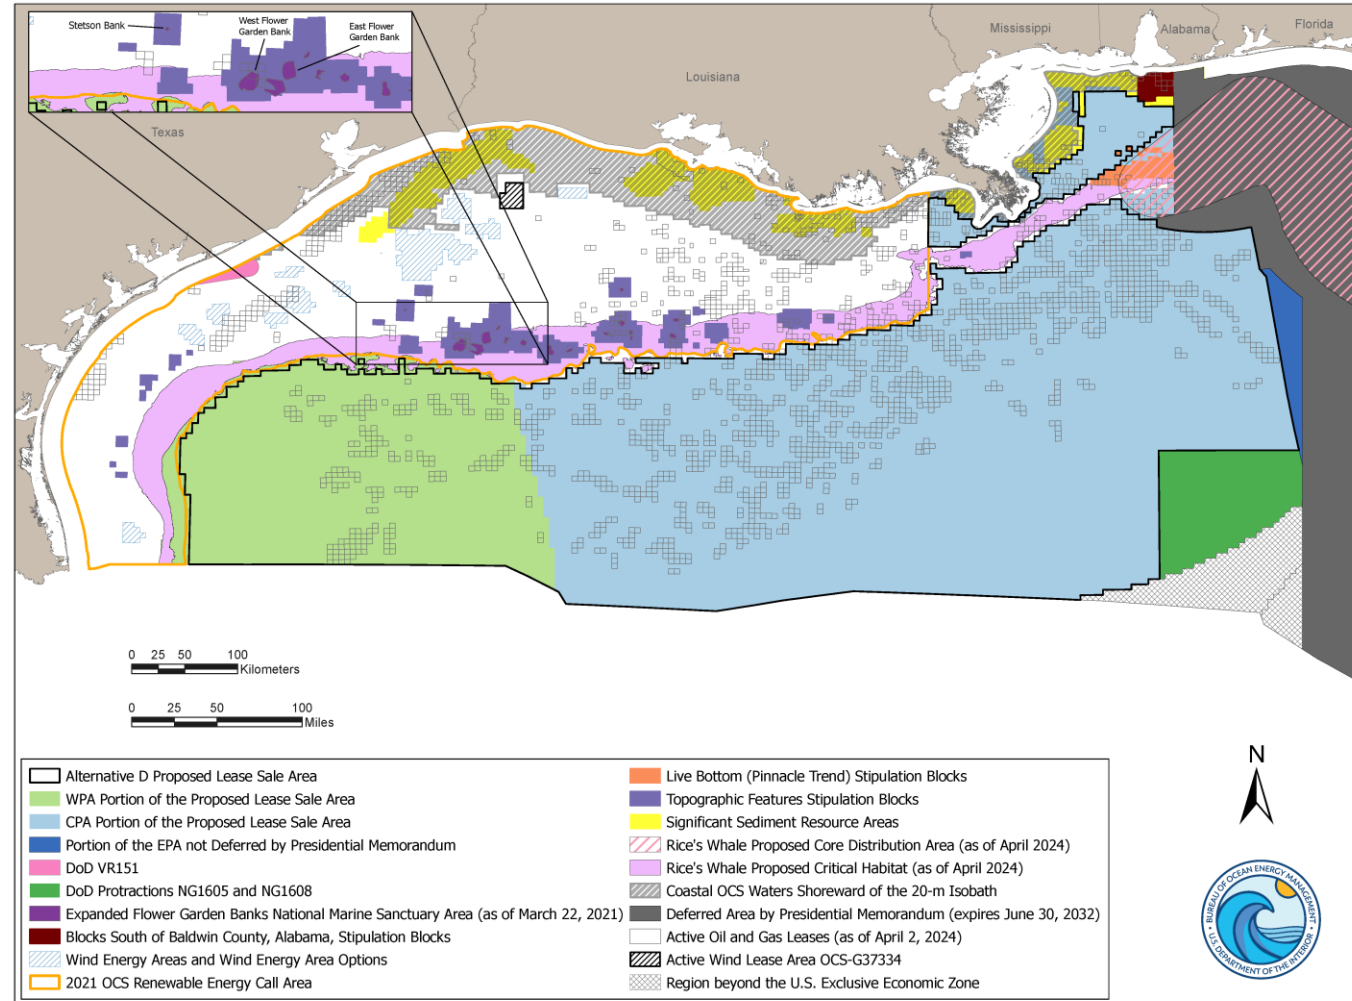 Stetson Bank
West Flower
Garden Bank
East Flower
Garden Bank
Mississippi
Alabama
Florida
Louisiana
Texas
0 25 50 100
Kilometers
0 25 50 100
Miles
N
Alternative D Proposed Lease Sale Area
WPA Portion of the Proposed Lease Sale Area
CPA Portion of the Proposed Lease Sale Area
Portion of the EPA not Deferred by Presidential Memorandum
DoD VR151
DoD Protractions NG1605 and NG1608
Expanded Flower Garden Banks National Marine Sanctuary Area (as of March 22, 2021)
Blocks South of Baldwin County, Alabama, Stipulation Blocks
Wind Energy Areas and Wind Energy Area Options
2021 OCS Renewable Energy Call Area
Live Bottom (Pinnacle Trend) Stipulation Blocks
Topographic Features Stipulation Blocks
Significant Sediment Resource Areas
Rice's Whale Proposed Core Distribution Area (as of April 2024)
Rice's Whale Proposed Critical Habitat (as of April 2024)
Coastal OCS Waters Shoreward of the 20-m Isobath
Deferred Area by Presidential Memorandum (expires June 30, 2032)
Active Oil and Gas Leases (as of April 2, 2024)
Active Wind Lease Area OCS-G37334
Region beyond the U.S. Exclusive Economic Zone
BUREAU OF OCEAN ENERGY MANAGEMENT
U.S. DEPARTMENT OF THE INTERIOR